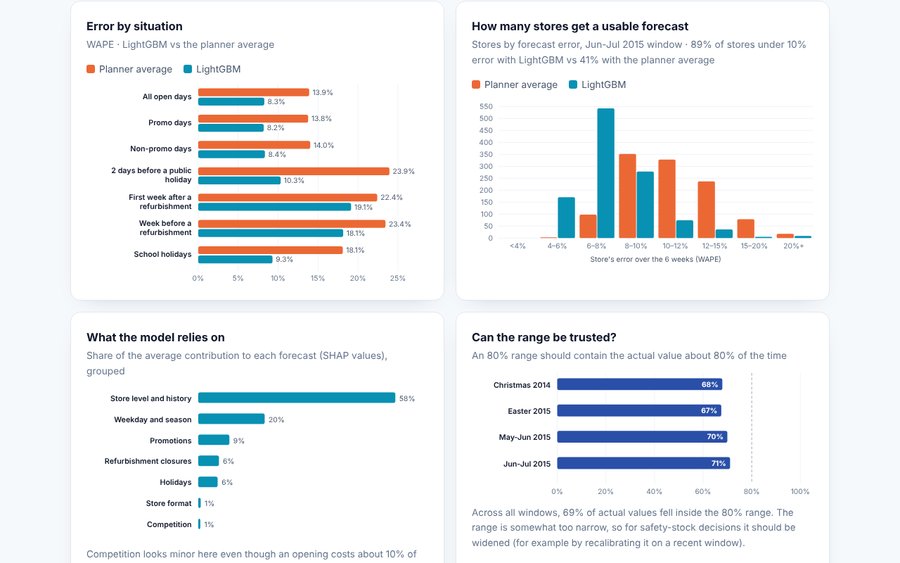 Error by situation
WAPE · LightGBM vs the planner average
Planner average LightGBM
All open days 13.9% 8.3%
Promo days 13.8% 8.2%
Non-promo days 14.0% 8.4%
2 days before a public
holiday 23.9% 10.3%
First week after a
refurbishment 22.4% 19.1%
Week before a
refurbishment 23.4% 18.1%
School holidays 18.1% 9.3%
0% 5% 10% 15% 20% 25%
How many stores get a usable forecast
Stores by forecast error, Jun-Jul 2015 window · 89% of stores under 10%
error with LightGBM vs 41% with the planner average
Planner average LightGBM
550
500
450
400
350
300
250
200
150
100
50
0
<4% 4–6% 6–8% 8–10% 10–12% 12–15% 15–20% 20%+
Store's error over the 6 weeks (WAPE)
What the model relies on
Share of the average contribution to each forecast (SHAP values),
grouped
Store level and history 58%
Weekday and season 20%
Promotions 9%
Refurbishment closures 6%
Holidays 6%
Store format 1%
Competition 1%
Competition looks minor here even though an opening costs about 10% of
Can the range be trusted?
An 80% range should contain the actual value about 80% of the time
Christmas 2014 68%
Easter 2015 67%
May-Jun 2015 70%
Jun-Jul 2015 71%
0% 20% 40% 60% 80% 100%
Across all windows, 69% of actual values fell inside the 80% range. The
range is somewhat too narrow, so for safety-stock decisions it should be
widened (for example by recalibrating it on a recent window).